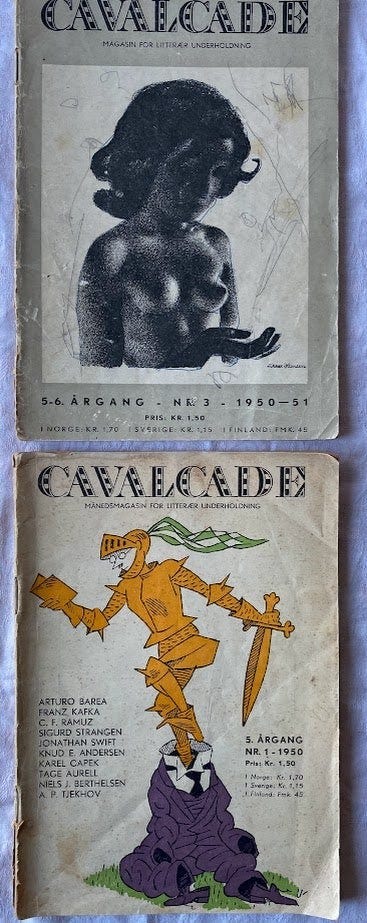 CAVALCADE
MAGASIN FOR LITTERÆR UNDERHOLDNING
5-6. ÅRGANG - NR. 3 - 1950—51
PRIS: KR. 1,50
I NORGE: KR. 1,70 I SVERIGE: KR. 1,15 I FINLAND: FMK. 45
CAVALCADE
MÅNEDSMAGASIN FOR LITTERÆR UNDERHOLDNING
ARTURO BAREA
FRANZ KAFKA
C. F. RAMUZ
SIGURD STRANGEN
JONATHAN SWIFT
KNUD E. ANDERSEN
KAREL CAPEK
TAGE AURELL
NIELS J. BERTHELSEN
A. P. TJEKHOV
5. ÅRGANG
NR. 1 - 1950
Pris: Kr. 1,50
I Norge: Kr. 1,70
I Sverige: Kr. 1,15
I Finland: Fmk. 45